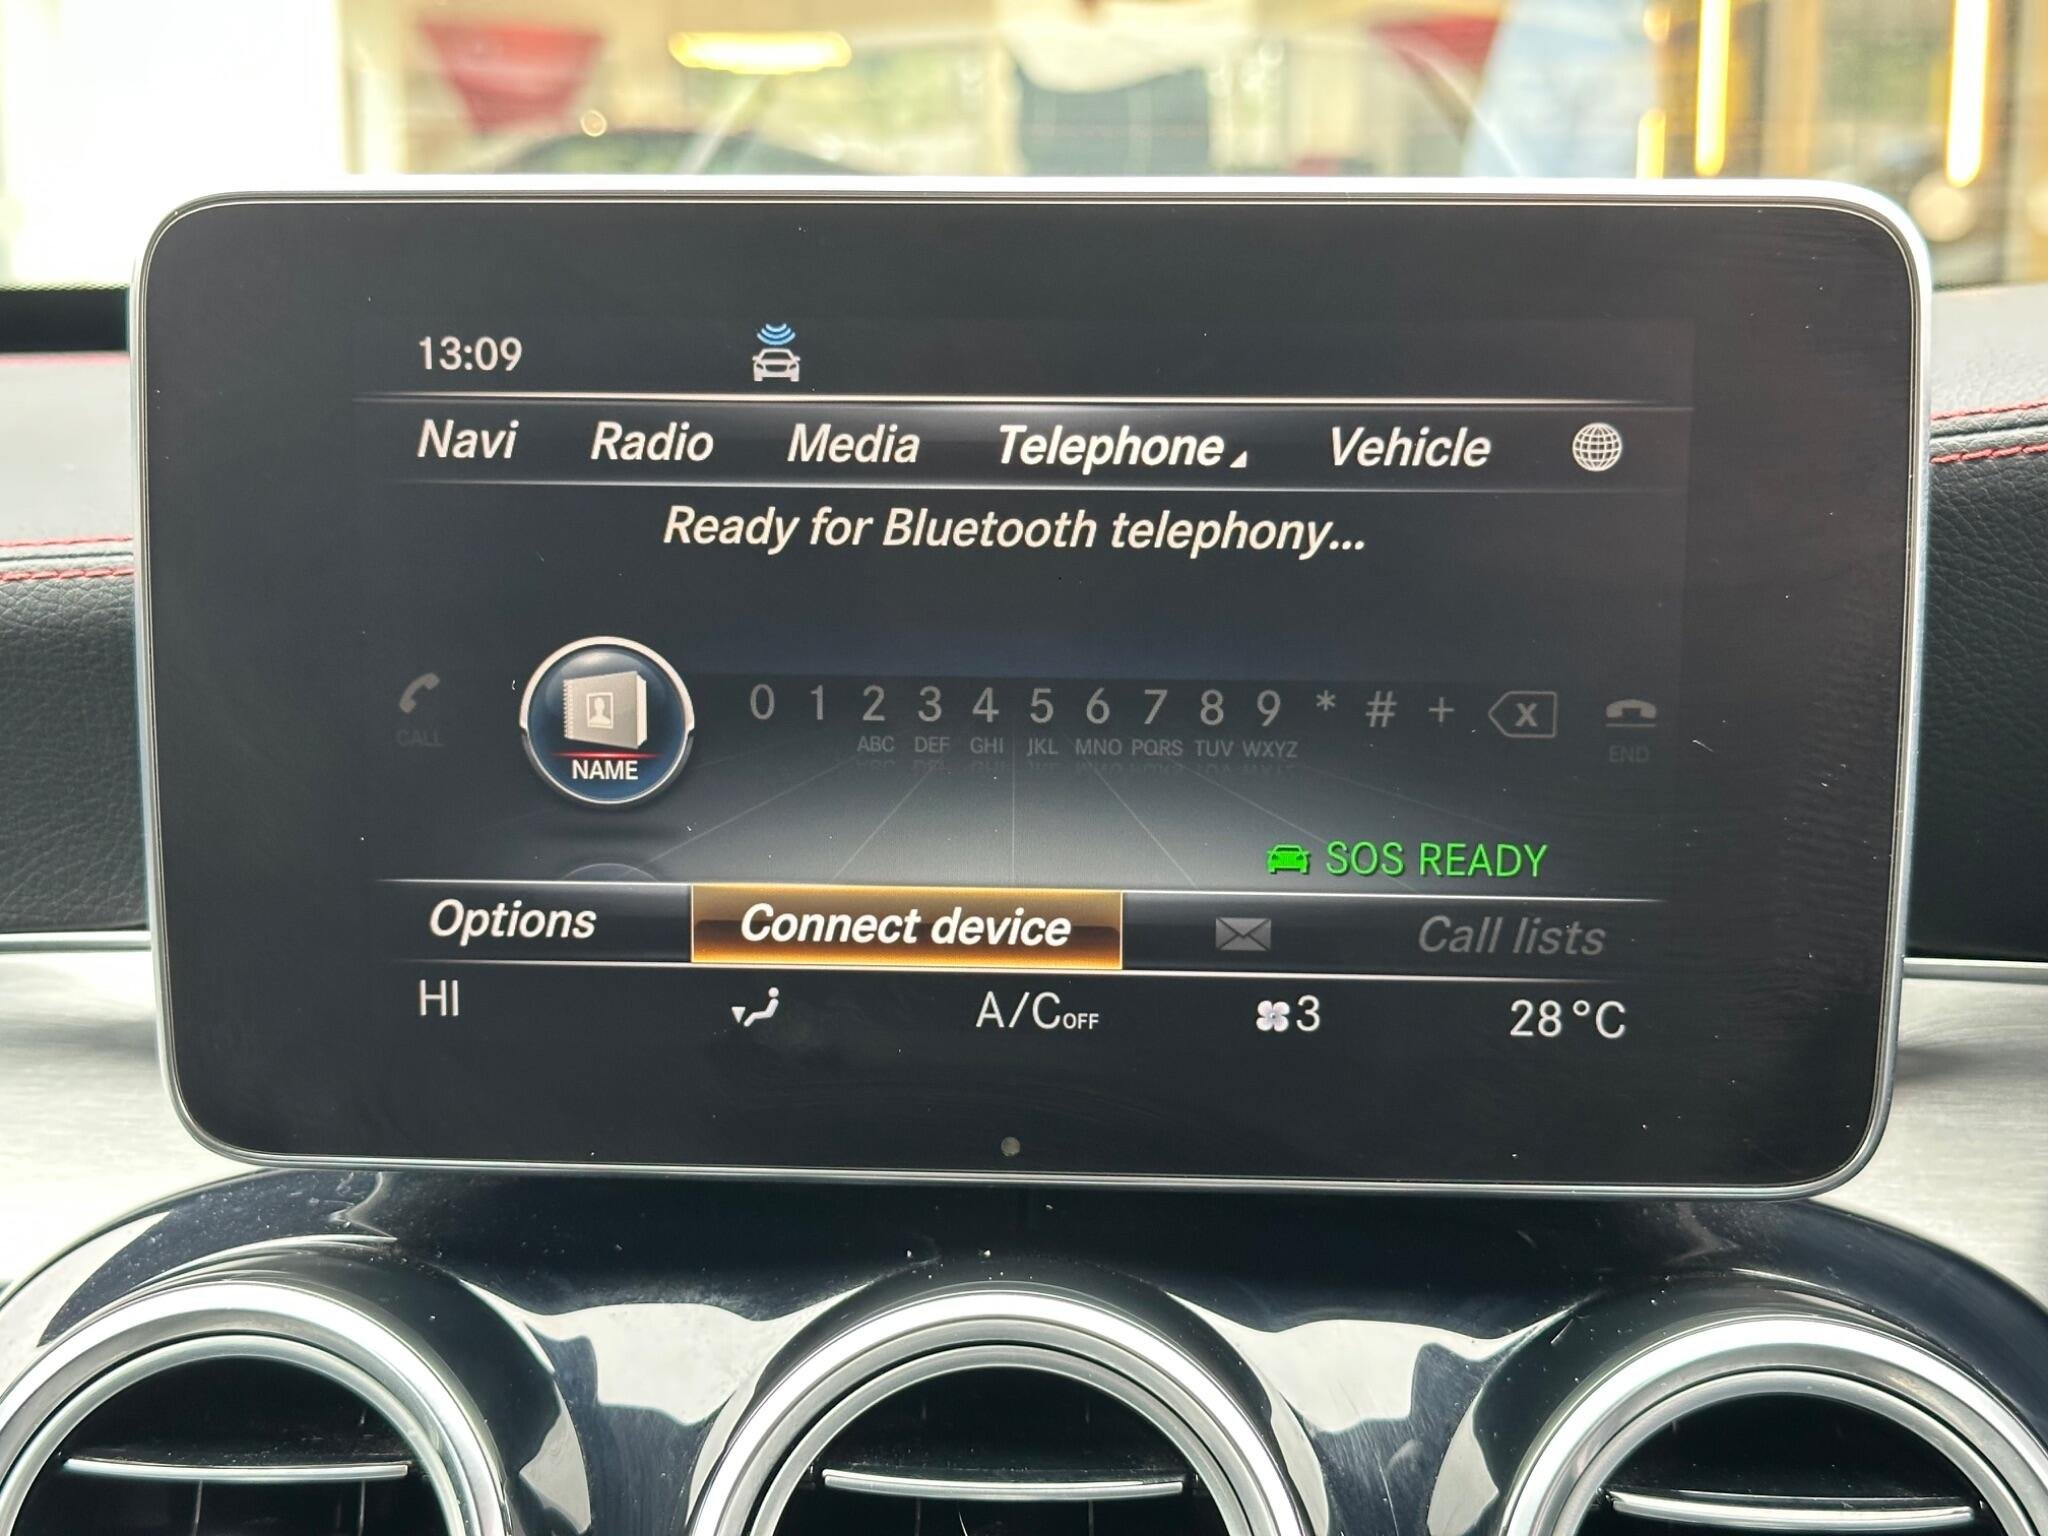 13:09
Navi Radio Media Telephone Vehicle
Ready for Bluetooth telephony...
0 1 2 3 4 5 6 7 8 9 * # +
CALL NAME ABC DEF GHI JKL MNO PQRS TUV WXYZ X END
SOS READY
Options Connect device Call lists
HI A/C OFF 3 28°C